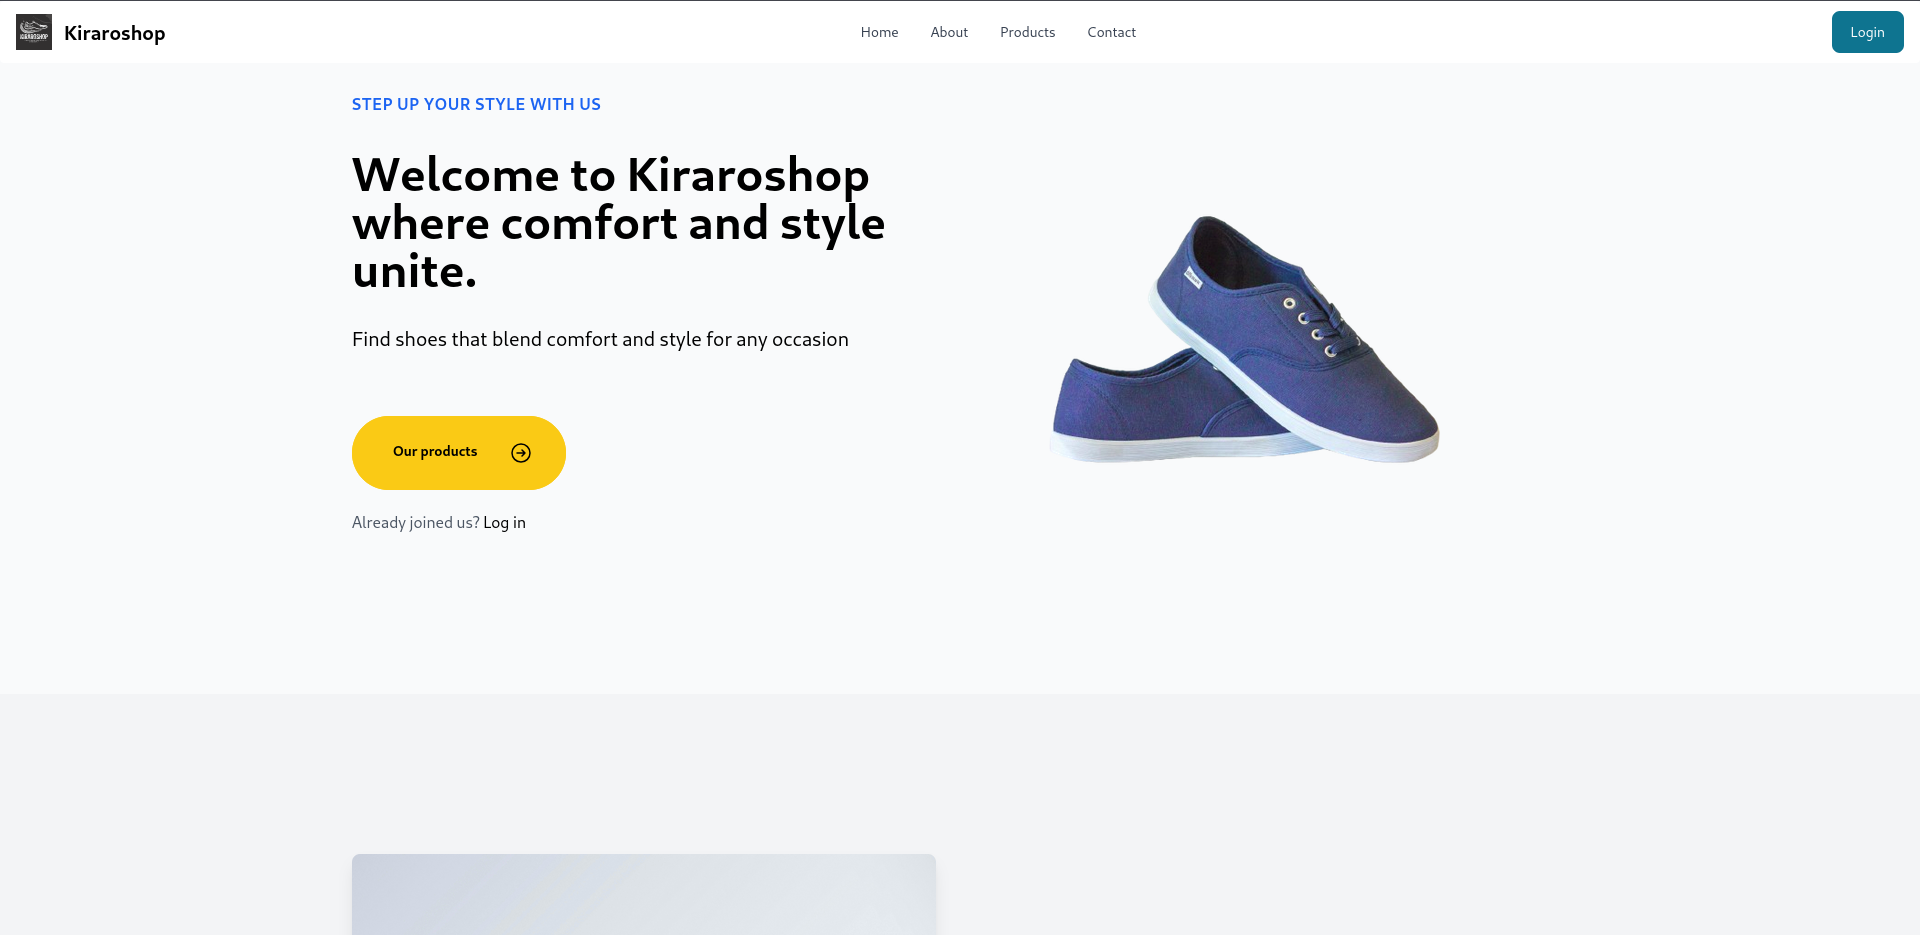 KIRAROSHOP
Kiraroshop
Home
About
Products
Contact
Login
STEP UP YOUR STYLE WITH US
Welcome to Kiraroshop
where comfort and style
unite.
Find shoes that blend comfort and style for any occasion
Our products
Already joined us? Log in